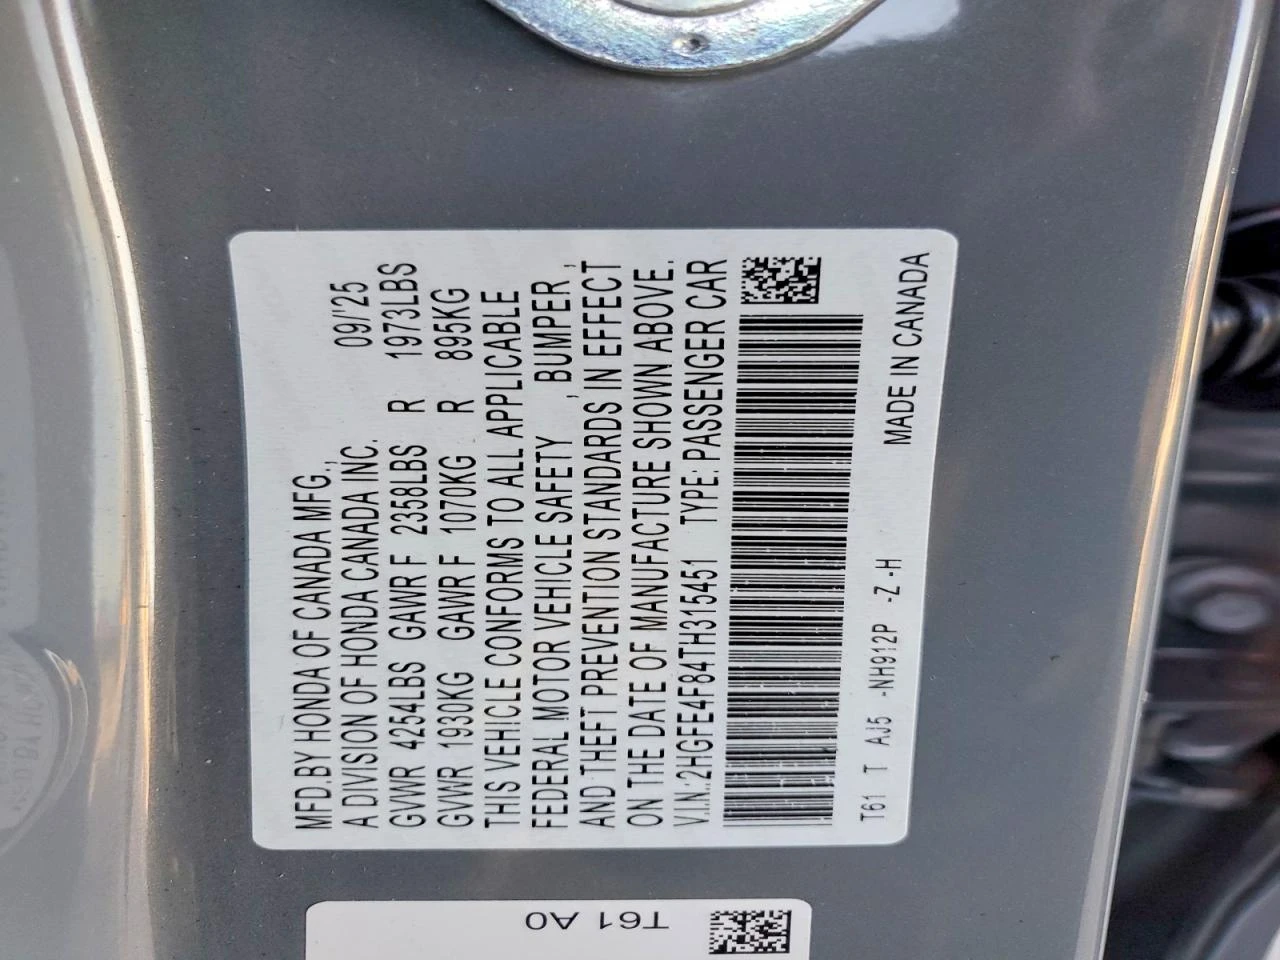 MFD.BY HONDA OF CANADA MFG.,
A DIVISION OF HONDA CANADA INC. 09/'25
GVWR 4254LBS GAWR F 2358LBS R 1973LBS
GVWR 1930KG GAWR F 1070KG R 895KG
THIS VEHICLE CONFORMS TO ALL APPLICABLE
FEDERAL MOTOR VEHICLE SAFETY , BUMPER ,
AND THEFT PREVENTION STANDARDS IN EFFECT
ON THE DATE OF MANUFACTURE SHOWN ABOVE.
V.I.N.:2HGFE4F84TH315451 TYPE: PASSENGER CAR
T61 T AJ5 -NH912P -Z -H MADE IN CANADA
T61 A0